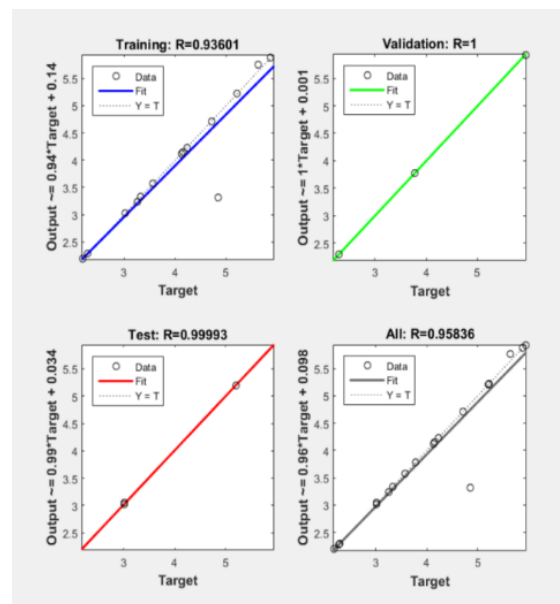 Training: R=0.93601
Output ~= 0.94*Target + 0.14
5.5
5
4.5
4
3.5
3
2.5
Data
Fit
Y = T
3
4
5
Target
Validation: R=1
Output ~= 1*Target + 0.001
5.5
5
4.5
4
3.5
3
2.5
Data
Fit
Y = T
3
4
5
Target
Test: R=0.99993
Output ~= 0.99*Target + 0.034
5.5
5
4.5
4
3.5
3
2.5
Data
Fit
Y = T
3
4
5
Target
All: R=0.95836
Output ~= 0.96*Target + 0.098
5.5
5
4.5
4
3.5
3
2.5
Data
Fit
Y = T
3
4
5
Target